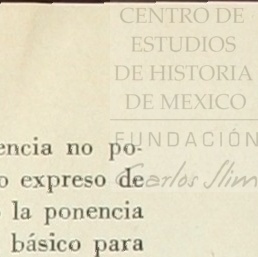 CENTRO DE
ESTUDIOS
DE HISTORIA
DE MEXICO
FUNDACIÓN
Carlos Slim
encia no po-
o expreso de
la ponencia
básico para